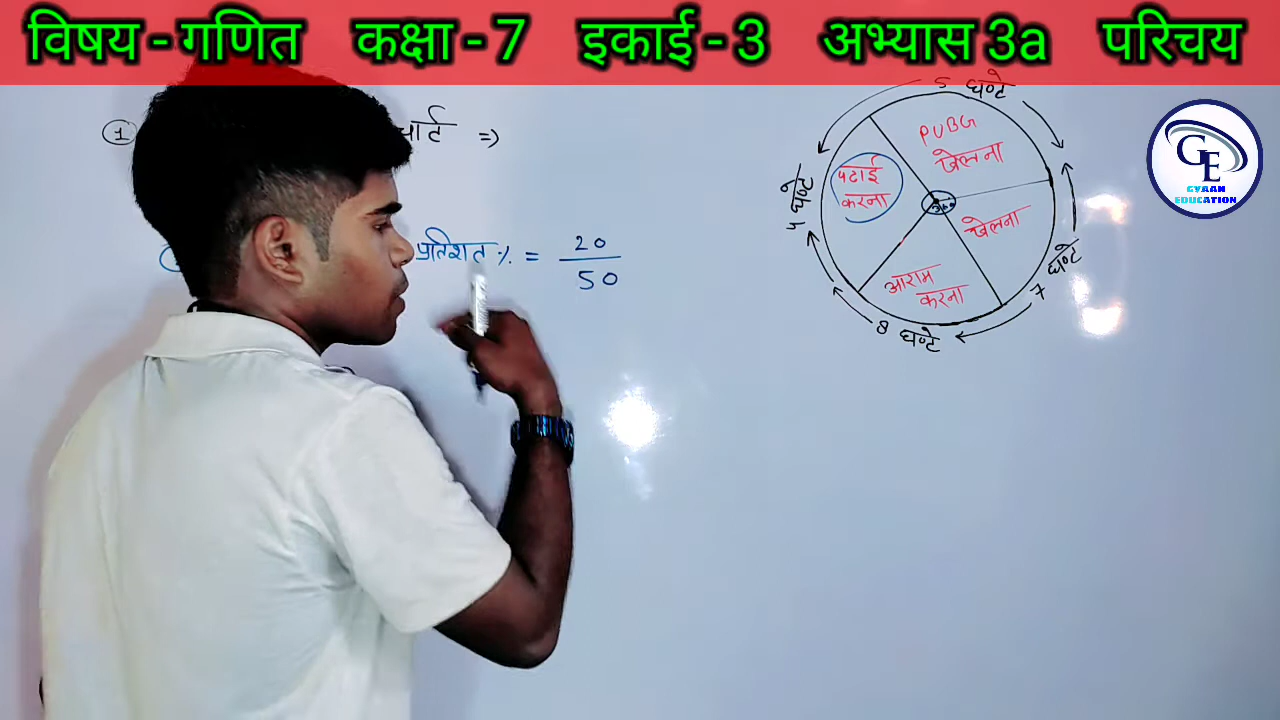 विषय - गणित कक्षा - 7 इकाई - 3 अभ्यास 3a परिचय
1 चार्ट =>
प्रतिशत % = 20
50
5 घण्टे
PUBG
खेलना
पढाई
करना
खेलना
आराम
करना
घण्टे
7 घण्टे
8 घण्टे
GE
GYAAN
EDUCATION